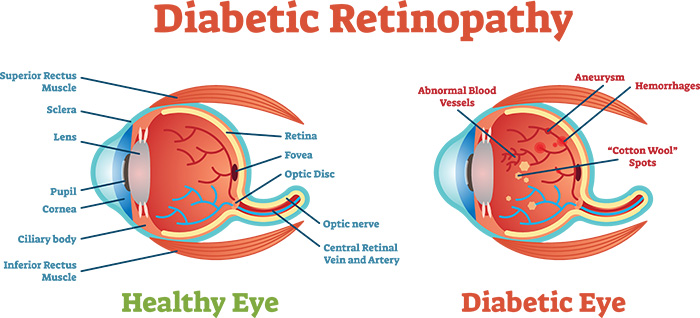 Diabetic Retinopathy
Superior Rectus
Muscle
Sclera
Lens
Pupil
Cornea
Ciliary body
Inferior Rectus
Muscle
Retina
Fovea
Optic Disc
Optic nerve
Central Retinal
Vein and Artery
Healthy Eye
Abnormal Blood
Vessels
Aneurysm
Hemorrhages
“Cotton Wool”
Spots
Diabetic Eye